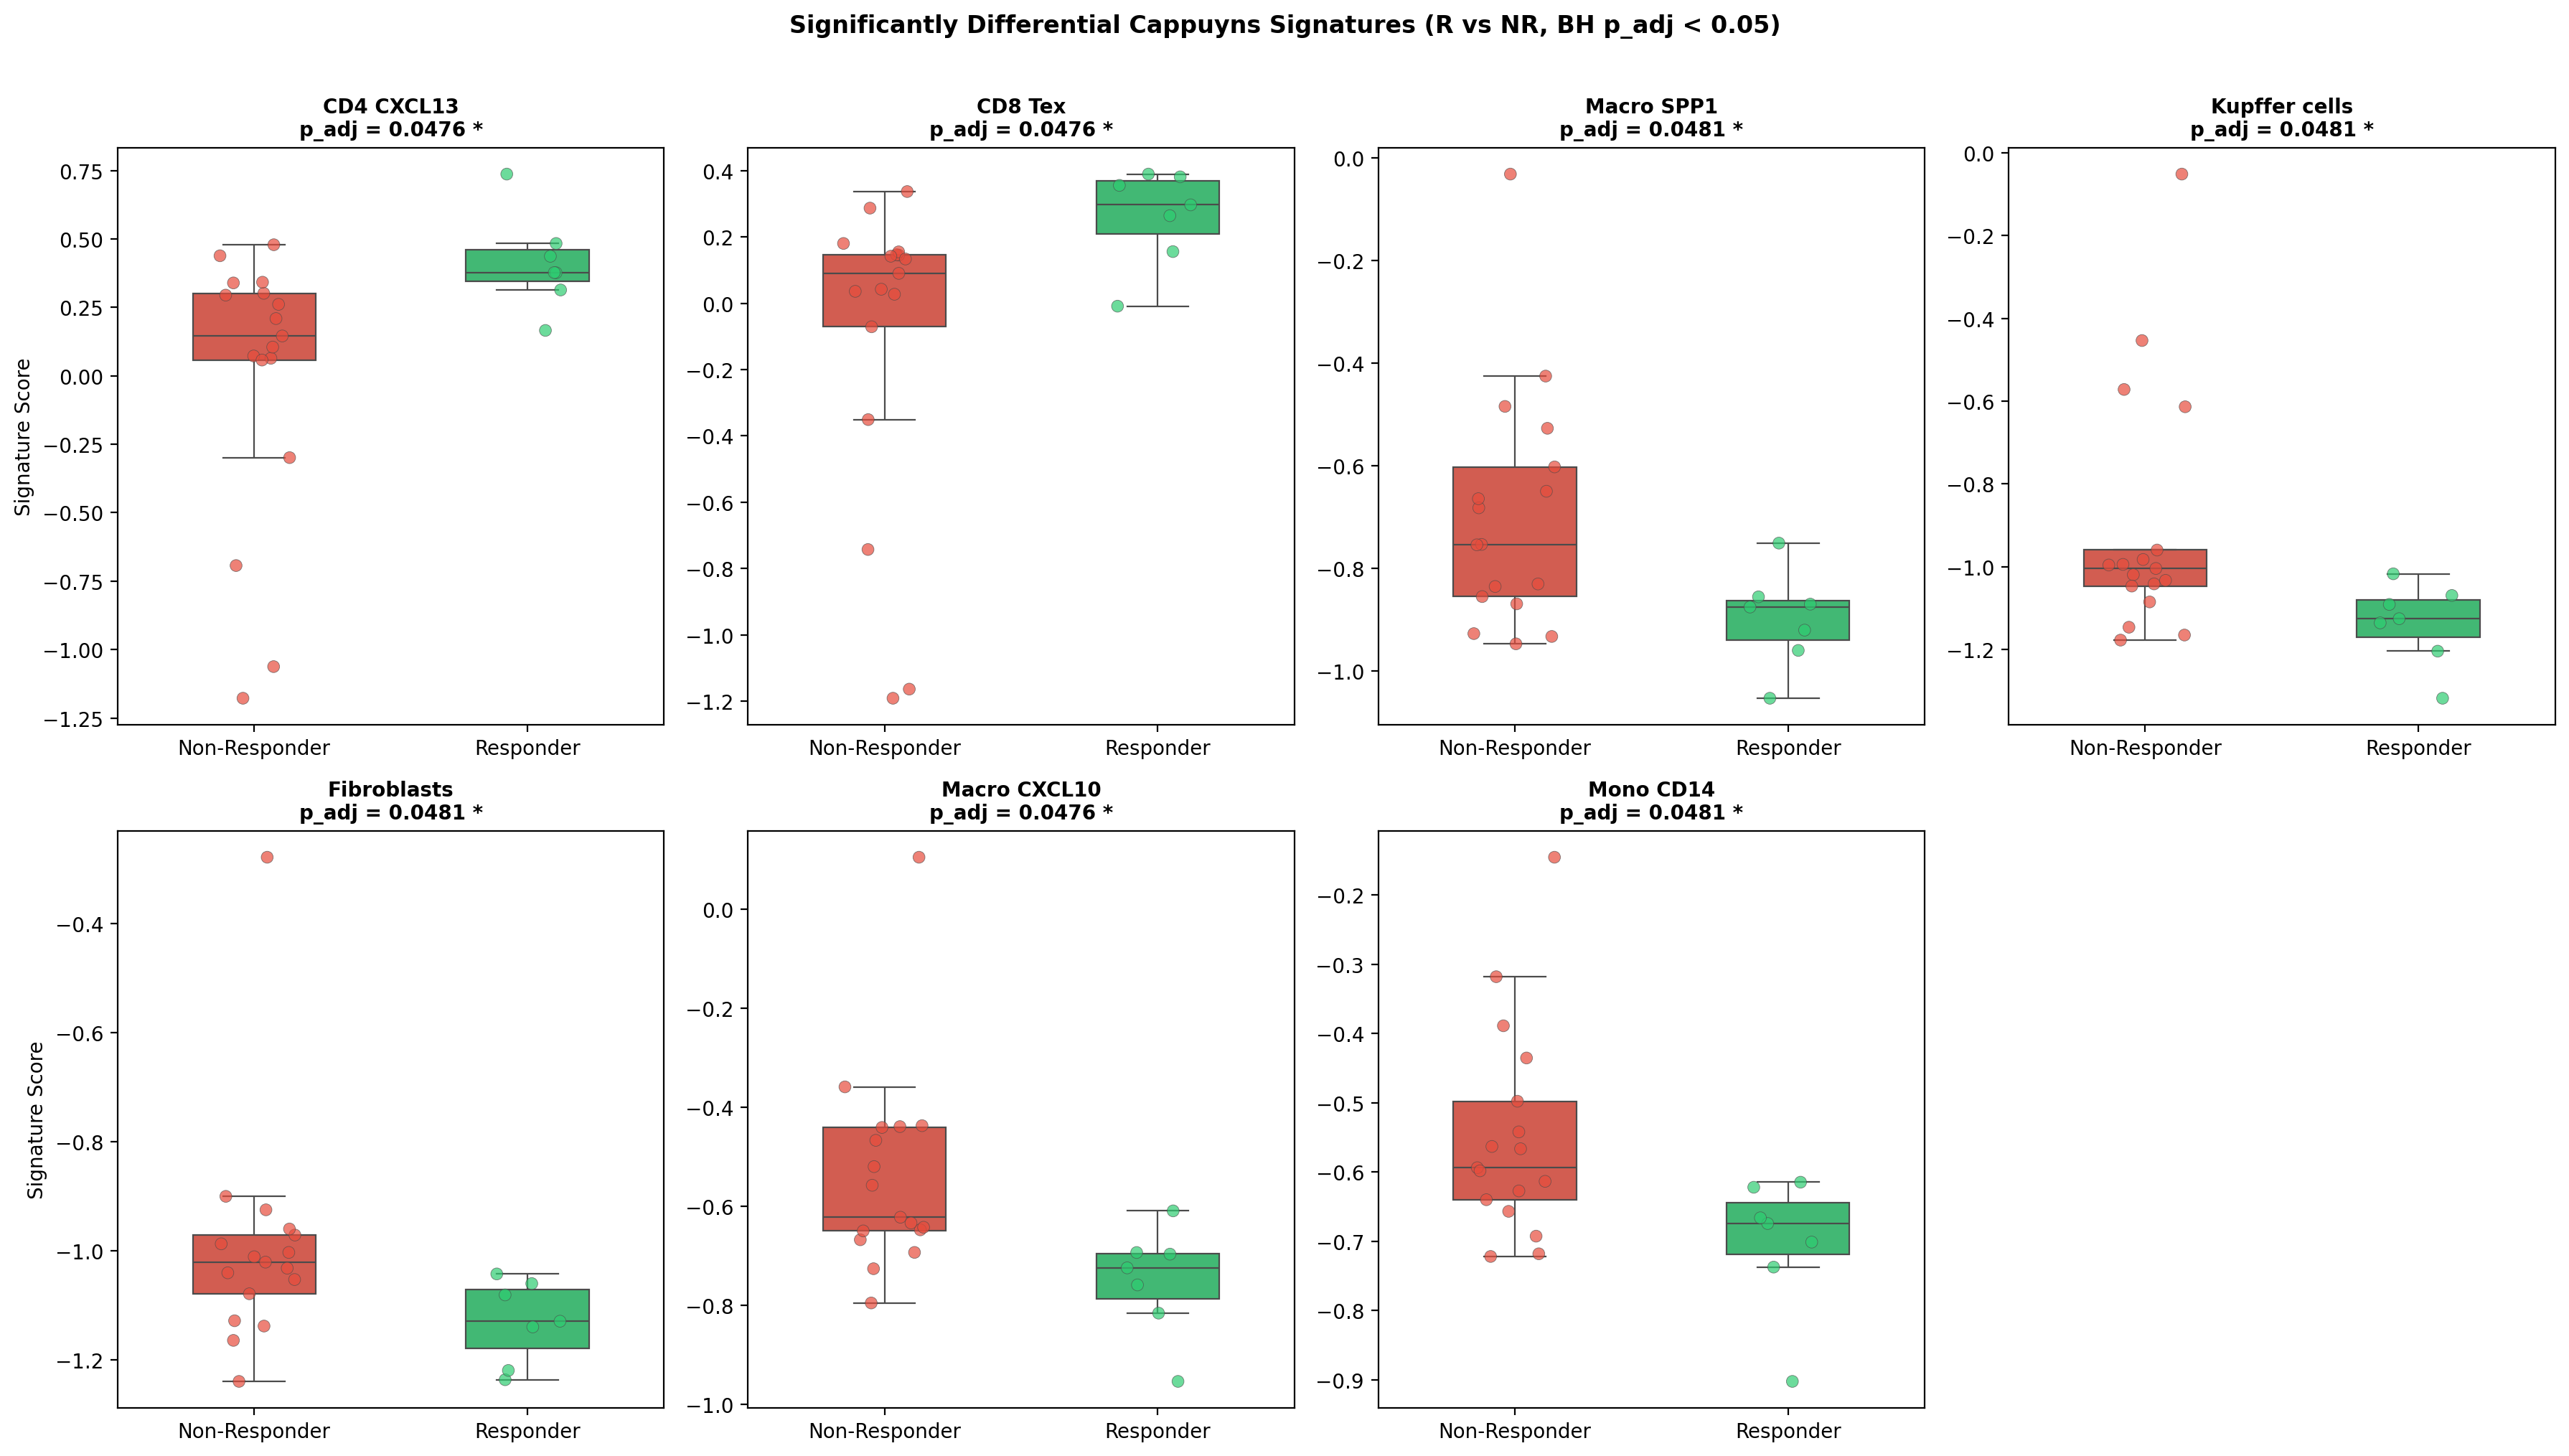 Significantly Differential Cappuyns Signatures (R vs NR, BH p_adj < 0.05)
CD4 CXCL13
p_adj = 0.0476 *
Signature Score
0.75
0.50
0.25
0.00
−0.25
−0.50
−0.75
−1.00
−1.25
Non-Responder
Responder
CD8 Tex
p_adj = 0.0476 *
0.4
0.2
0.0
−0.2
−0.4
−0.6
−0.8
−1.0
−1.2
Non-Responder
Responder
Macro SPP1
p_adj = 0.0481 *
0.0
−0.2
−0.4
−0.6
−0.8
−1.0
Non-Responder
Responder
Kupffer cells
p_adj = 0.0481 *
0.0
−0.2
−0.4
−0.6
−0.8
−1.0
−1.2
Non-Responder
Responder
Fibroblasts
p_adj = 0.0481 *
Signature Score
−0.4
−0.6
−0.8
−1.0
−1.2
Non-Responder
Responder
Macro CXCL10
p_adj = 0.0476 *
0.0
−0.2
−0.4
−0.6
−0.8
−1.0
Non-Responder
Responder
Mono CD14
p_adj = 0.0481 *
−0.2
−0.3
−0.4
−0.5
−0.6
−0.7
−0.8
−0.9
Non-Responder
Responder